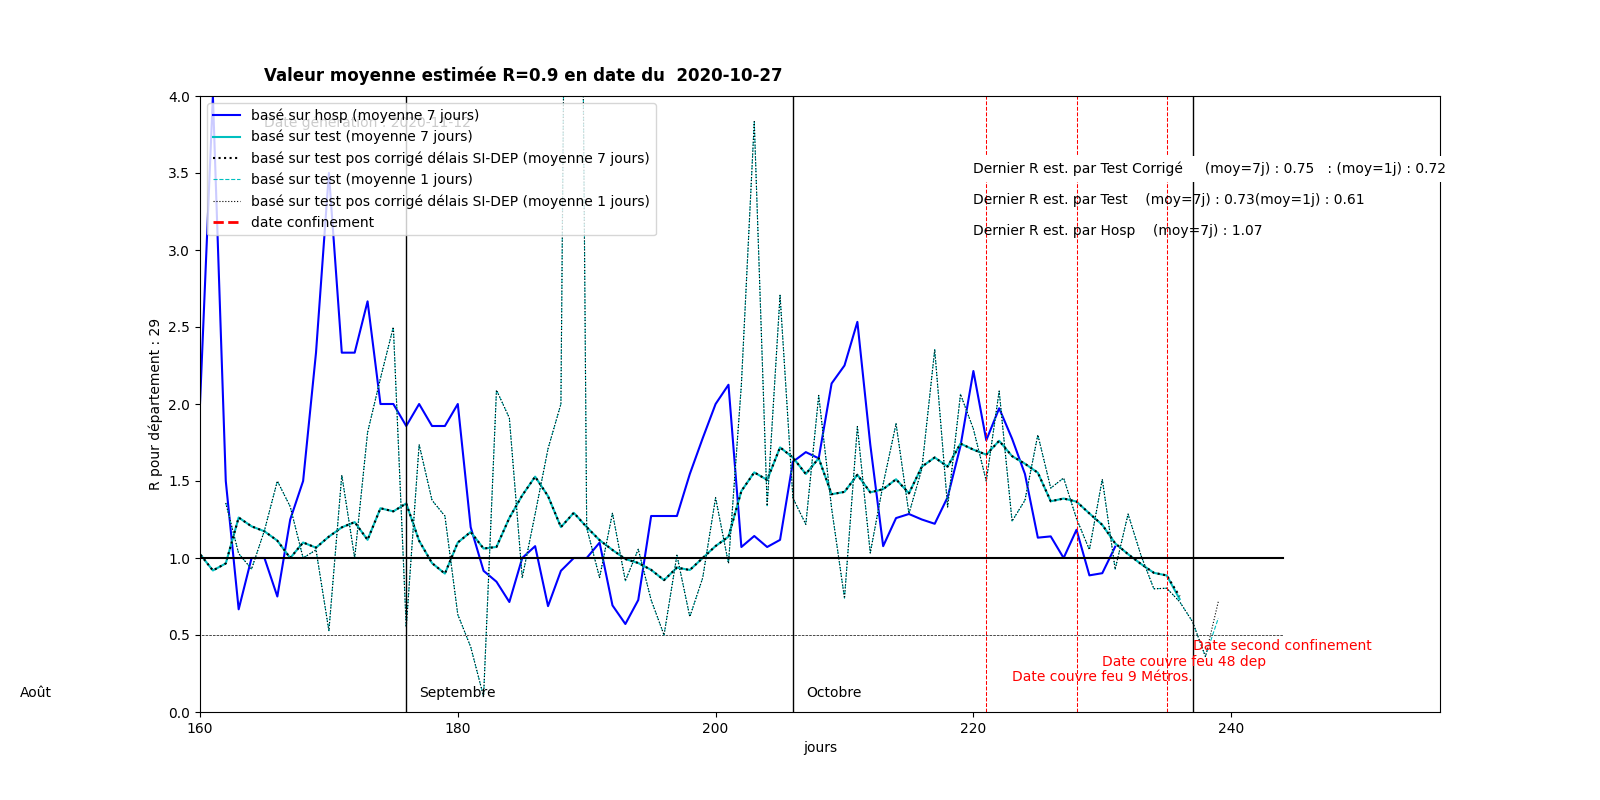 Valeur moyenne estimée R=0.9 en date du  2020-10-27
Date génération : 2020-11-12
basé sur hosp (moyenne 7 jours)
basé sur test (moyenne 7 jours)
basé sur test pos corrigé délais SI-DEP (moyenne 7 jours)
basé sur test (moyenne 1 jours)
basé sur test pos corrigé délais SI-DEP (moyenne 1 jours)
date confinement
Dernier R est. par Test Corrigé     (moy=7j) : 0.75   : (moy=1j) : 0.72
Dernier R est. par Test    (moy=7j) : 0.73(moy=1j) : 0.61
Dernier R est. par Hosp    (moy=7j) : 1.07
4.0
3.5
3.0
2.5
2.0
1.5
1.0
0.5
0.0
R pour département : 29
Date second confinement
Date couvre feu 48 dep
Date couvre feu 9 Métros.
Août
Septembre
Octobre
160
180
200
220
240
jours